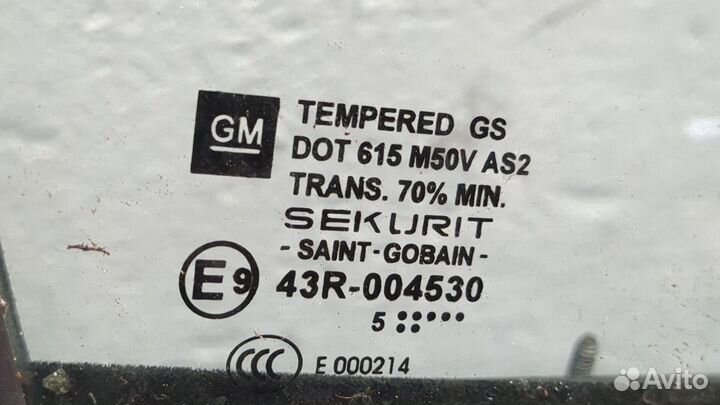 GM
TEMPERED GS
DOT 615 M50V AS2
TRANS. 70% MIN.
SEKURIT
- SAINT-GOBAIN -
E9 43R-004530
5
CCC E 000214
Avito